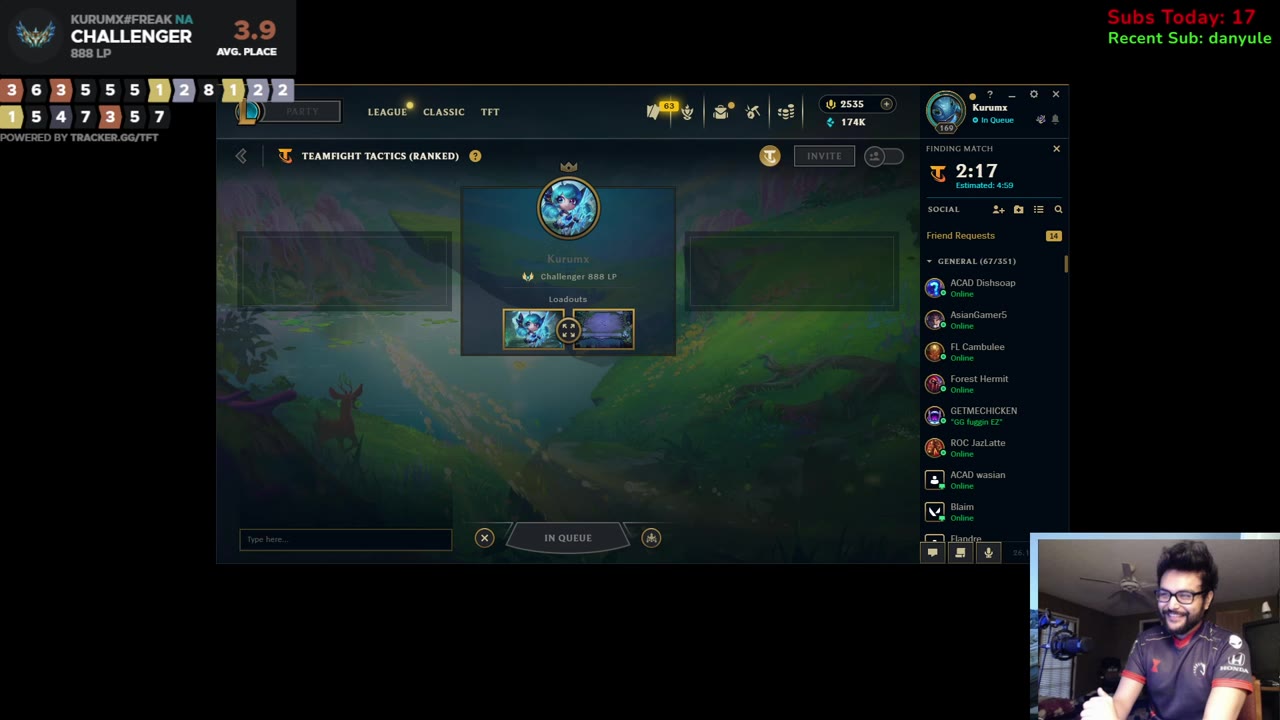 KURUMX#FREAK NA
CHALLENGER
888 LP
3.9
AVG. PLACE
3 6 3 5 5 5 1 2 8 1 2 2
1 5 4 7 3 5 7
POWERED BY TRACKER.GG/TFT
Subs Today: 17
Recent Sub: danyule
PARTY
LEAGUE
CLASSIC
TFT
63
2535
174K
169
Kurumx
In Queue
TEAMFIGHT TACTICS (RANKED)
?
INVITE
FINDING MATCH
2:17
Estimated: 4:59
SOCIAL
Friend Requests
14
GENERAL (67/351)
ACAD Dishsoap
Online
AsianGamer5
Online
FL Cambulee
Online
Forest Hermit
Online
GETMECHICKEN
"GG fuggin EZ"
ROC JazLatte
Online
ACAD wasian
Online
Blaim
Online
Flandre
Kurumx
Challenger 888 LP
Loadouts
Type here...
IN QUEUE
HONDA